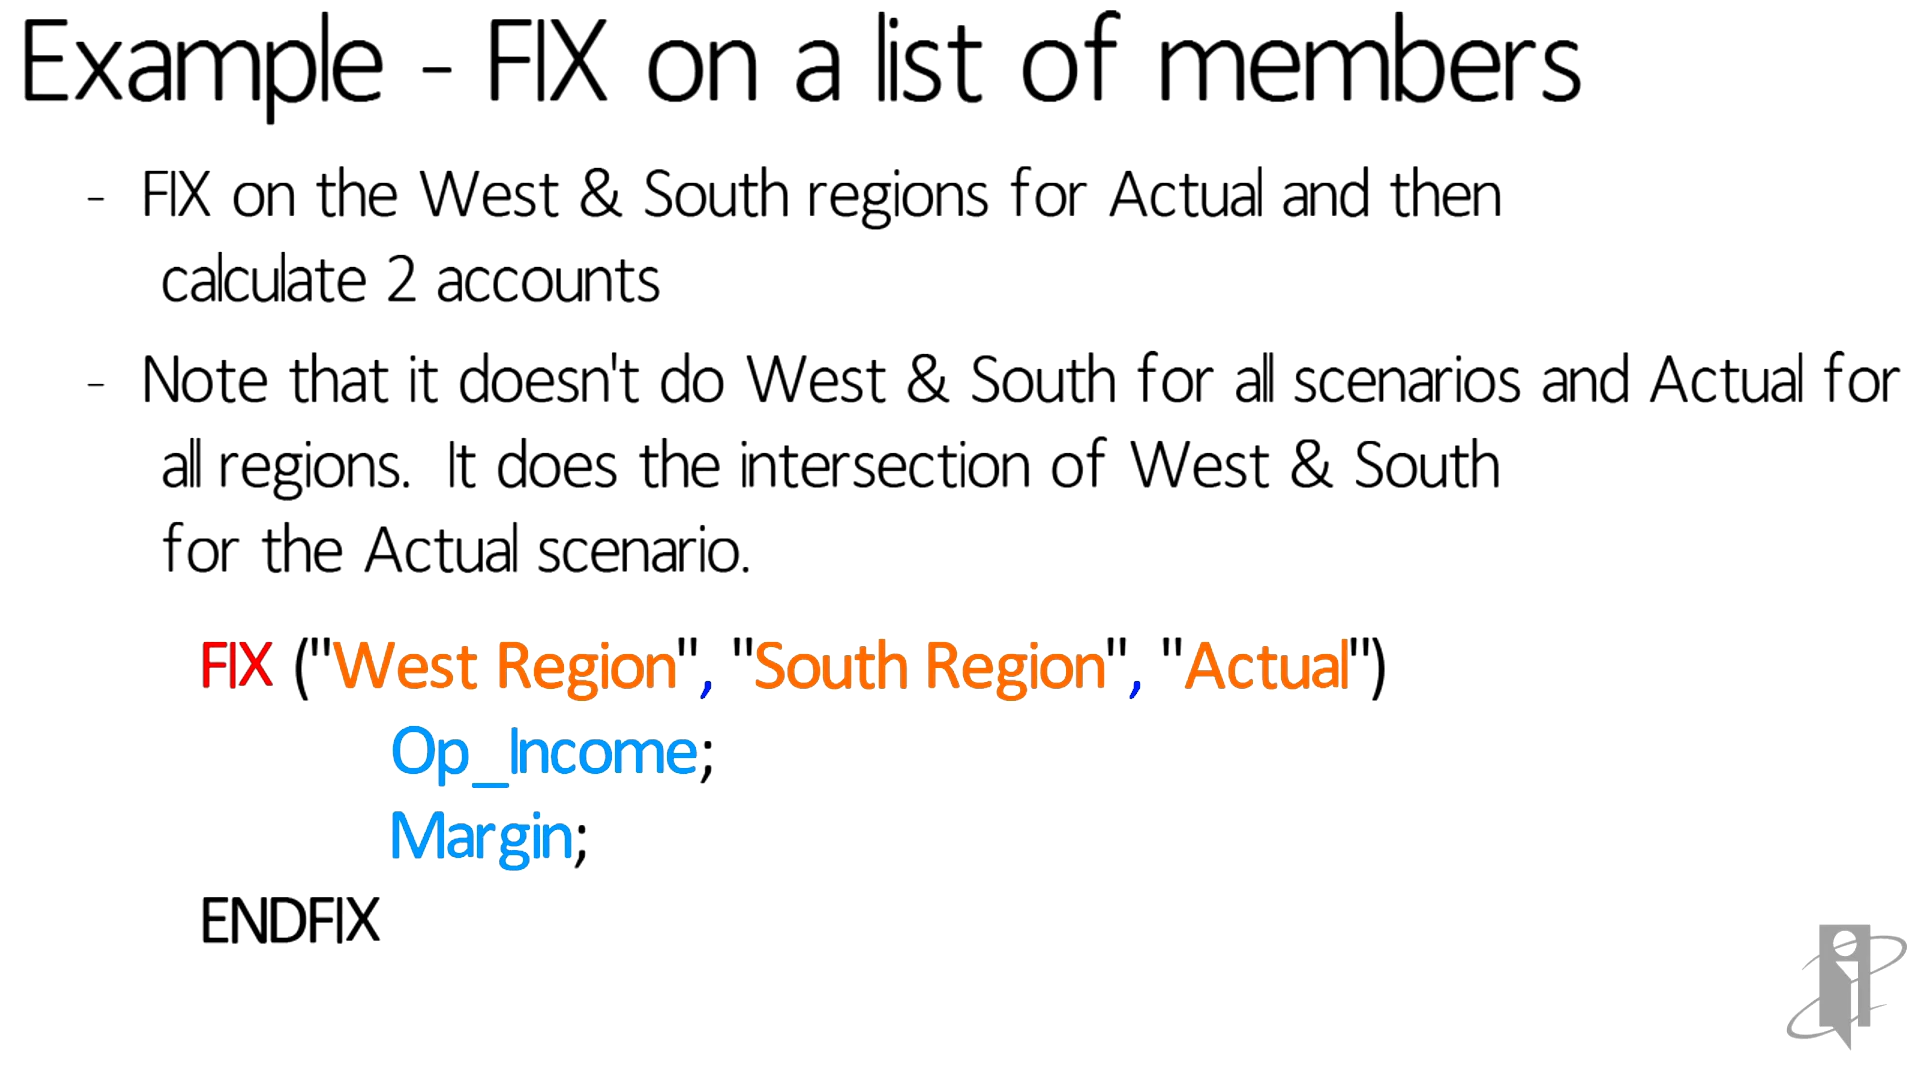 Example - FIX on a list of members
- FIX on the West & South regions for Actual and then
calculate 2 accounts
- Note that it doesn't do West & South for all scenarios and Actual for
all regions. It does the intersection of West & South
for the Actual scenario.
FIX ("West Region", "South Region", "Actual")
Op_Income;
Margin;
ENDFIX